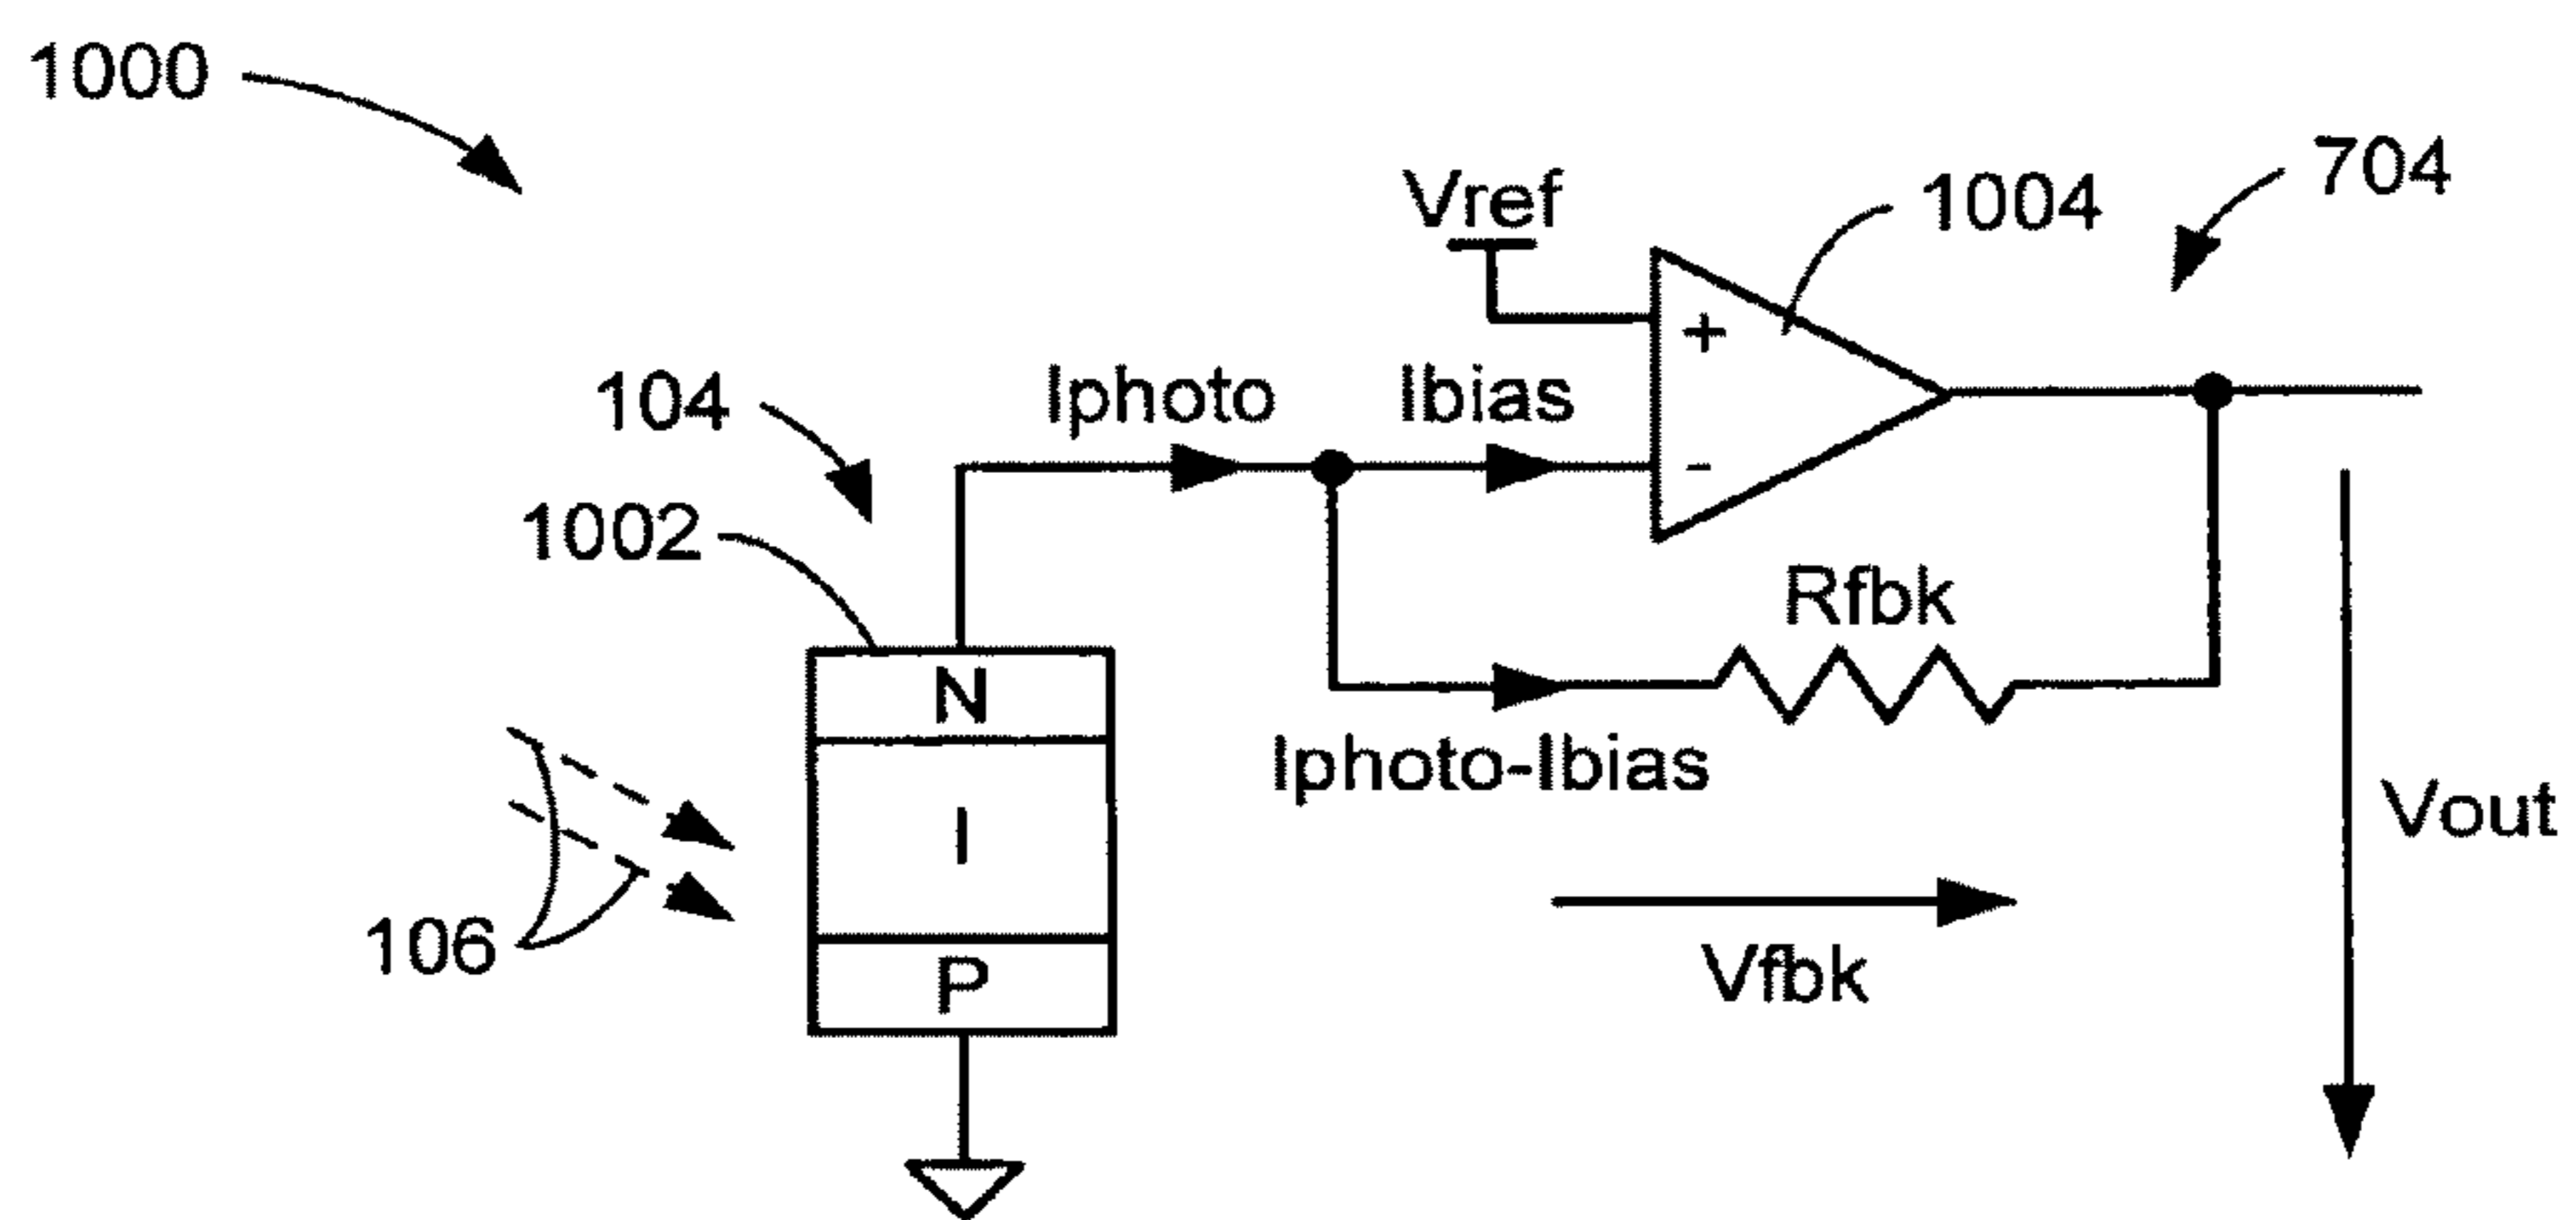 1000
704
Vref
1004
+
104
Iphoto
Ibias
-
1002
Rfbk
N
Iphoto-Ibias
I
Vout
106
P
Vfbk